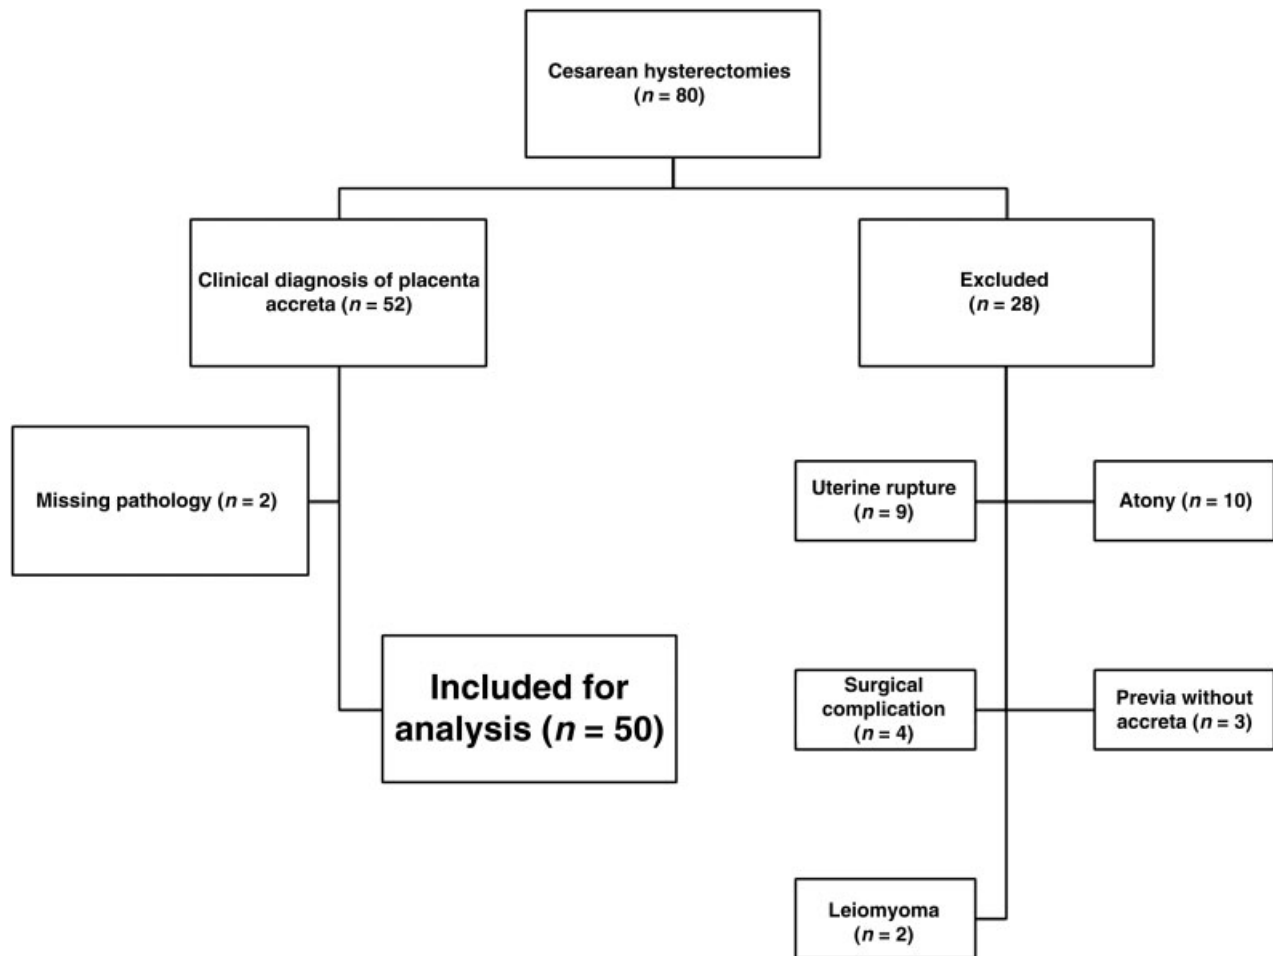 Cesarean hysterectomies
(n = 80)
Clinical diagnosis of placenta
accreta (n = 52)
Excluded
(n = 28)
Missing pathology (n = 2)
Uterine rupture
(n = 9)
Atony (n = 10)
Included for
analysis (n = 50)
Surgical
complication
(n = 4)
Previa without
accreta (n = 3)
Leiomyoma
(n = 2)